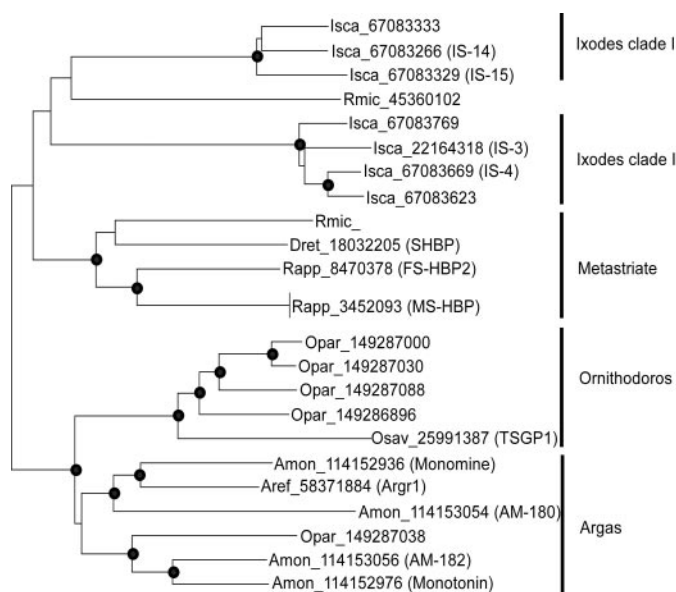 Isca_67083333
Isca_67083266 (IS-14)
Isca_67083329 (IS-15)
Ixodes clade I
Rmic_45360102
Isca_67083769
Isca_22164318 (IS-3)
Isca_67083669 (IS-4)
Isca_67083623
Ixodes clade I
Rmic_
Dret_18032205 (SHBP)
Rapp_8470378 (FS-HBP2)
Rapp_3452093 (MS-HBP)
Metastriate
Opar_149287000
Opar_149287030
Opar_149287088
Opar_149286896
Osav_25991387 (TSGP1)
Ornithodoros
Amon_114152936 (Monomine)
Aref_58371884 (Argr1)
Amon_114153054 (AM-180)
Opar_149287038
Amon_114153056 (AM-182)
Amon_114152976 (Monotonin)
Argas